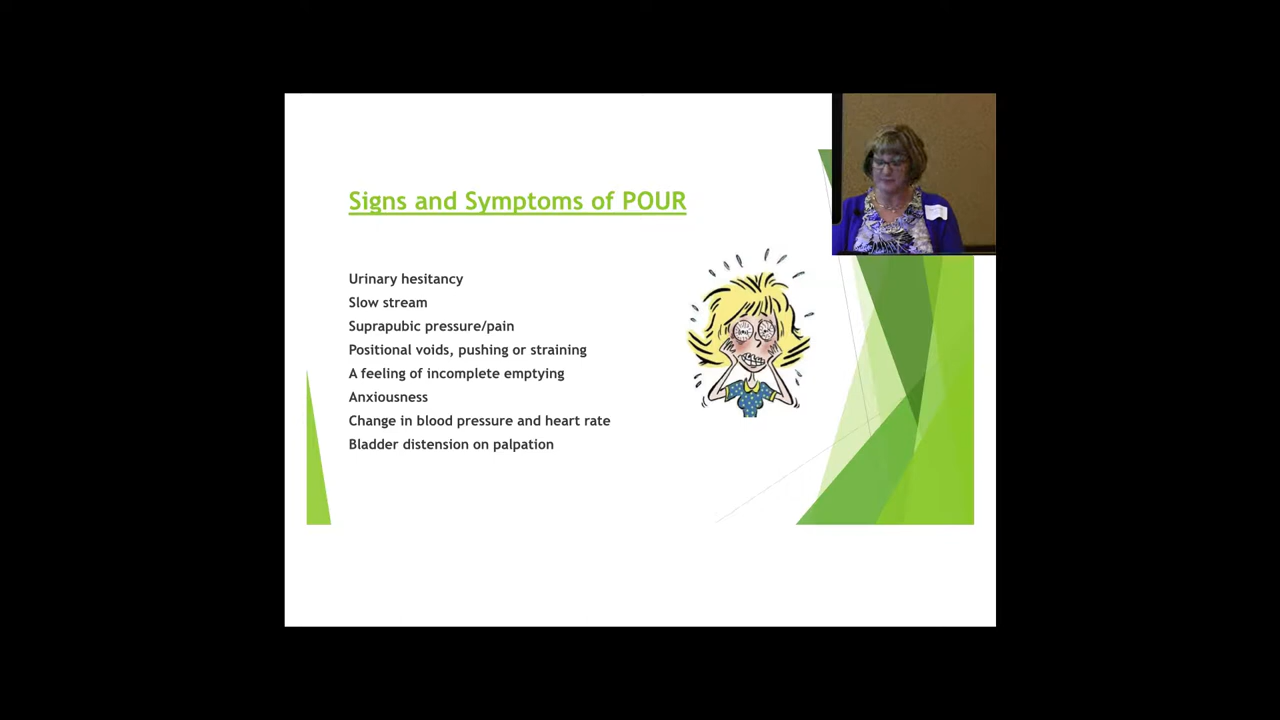 Signs and Symptoms of POUR
Urinary hesitancy
Slow stream
Suprapubic pressure/pain
Positional voids, pushing or straining
A feeling of incomplete emptying
Anxiousness
Change in blood pressure and heart rate
Bladder distension on palpation